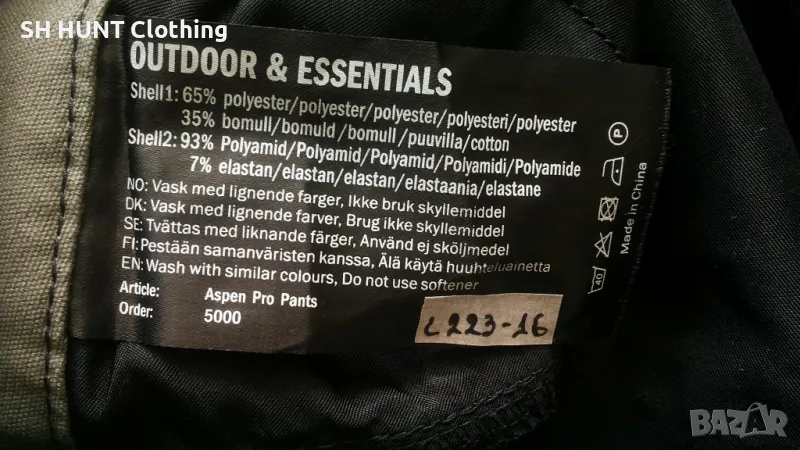 SH HUNT Clothing
OUTDOOR & ESSENTIALS
Shell1: 65% polyester/polyester/polyester/polyesteri/polyester
35% bomull/bomuld /bomull /puuvilla/cotton
Shell2: 93% Polyamid/Polyamid/Polyamid/Polyamidi/Polyamide
7% elastan/elastan/elastan/elastaania/elastane
NO: Vask med lignende farger, Ikke bruk skyllemiddel
DK: Vask med lignende farver, Brug ikke skyllemiddel
SE: Tvättas med liknande färger, Använd ej sköljmedel
FI: Pestään samanväristen kanssa, Älä käytä huuhteluainetta
EN: Wash with similar colours, Do not use softener
Article: Aspen Pro Pants
Order: 5000
L223-16
40
P
Made in China
BAZAR